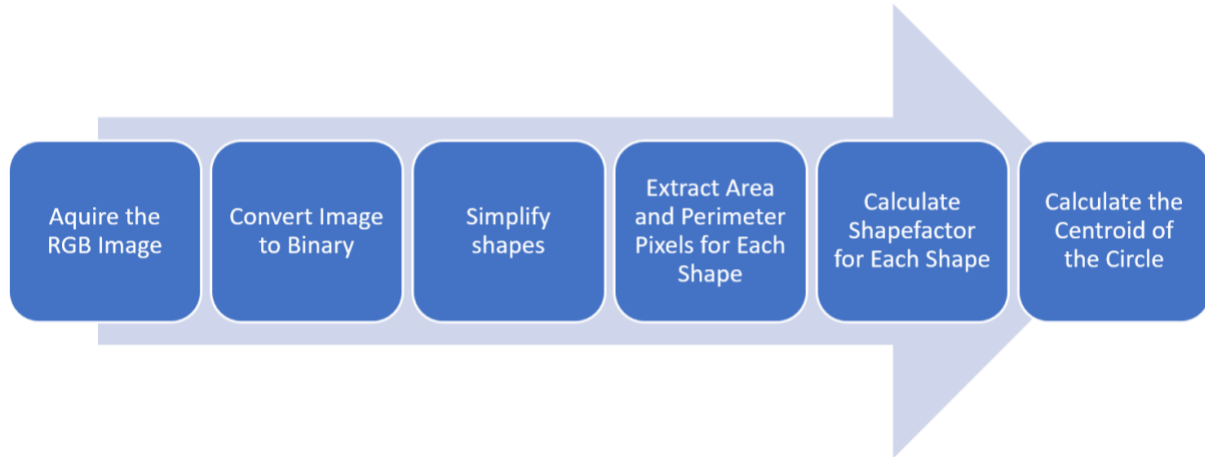 Aquire the
RGB Image
Convert Image
to Binary
Simplify
shapes
Extract Area
and Perimeter
Pixels for Each
Shape
Calculate
Shapefactor
for Each Shape
Calculate the
Centroid of
the Circle